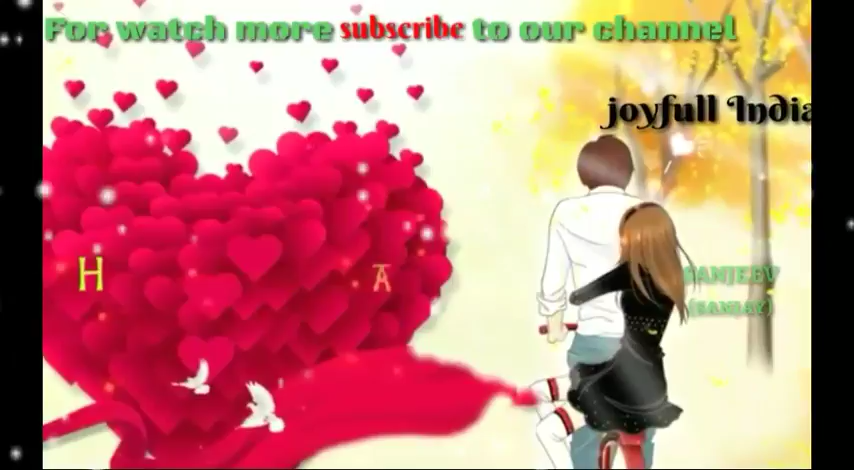 For watch more subscribe to our channel
joyfull India
H
A
SANJEEV
(SANJAY)